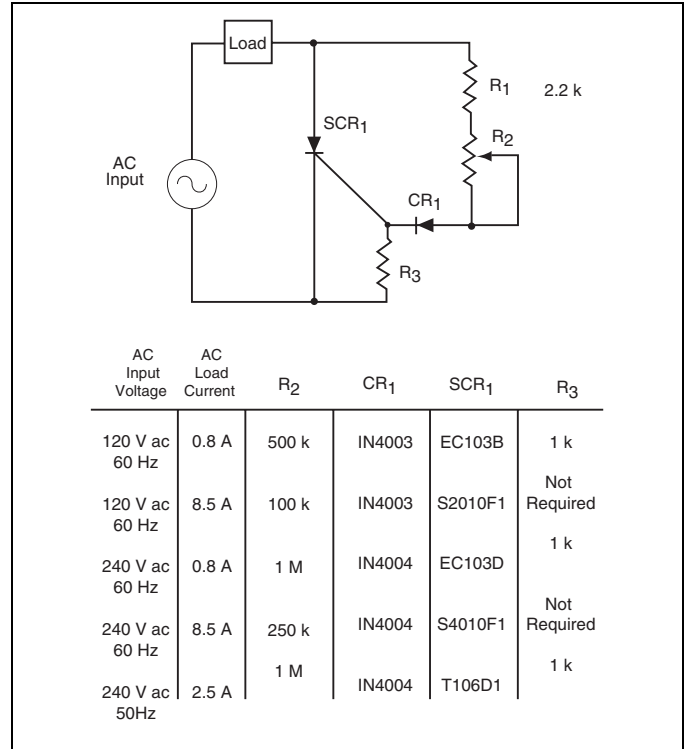 Load
R1 2.2 k
SCR1
R2
AC
Input
CR1
R3
AC
Input
Voltage
AC
Load
Current
R2
CR1
SCR1
R3
120 V ac
60 Hz
0.8 A
500 k
IN4003
EC103B
1 k
120 V ac
60 Hz
8.5 A
100 k
IN4003
S2010F1
Not
Required
240 V ac
60 Hz
0.8 A
1 M
IN4004
EC103D
1 k
240 V ac
60 Hz
8.5 A
250 k
IN4004
S4010F1
Not
Required
240 V ac
50Hz
2.5 A
1 M
IN4004
T106D1
1 k